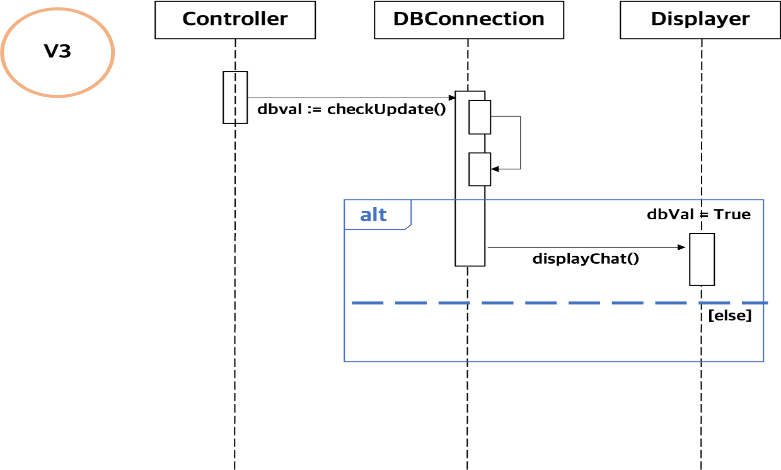 Controller
DBConnection
Displayer
V3
dbval := checkUpdate()
alt
dbVal = True
displayChat()
[else]